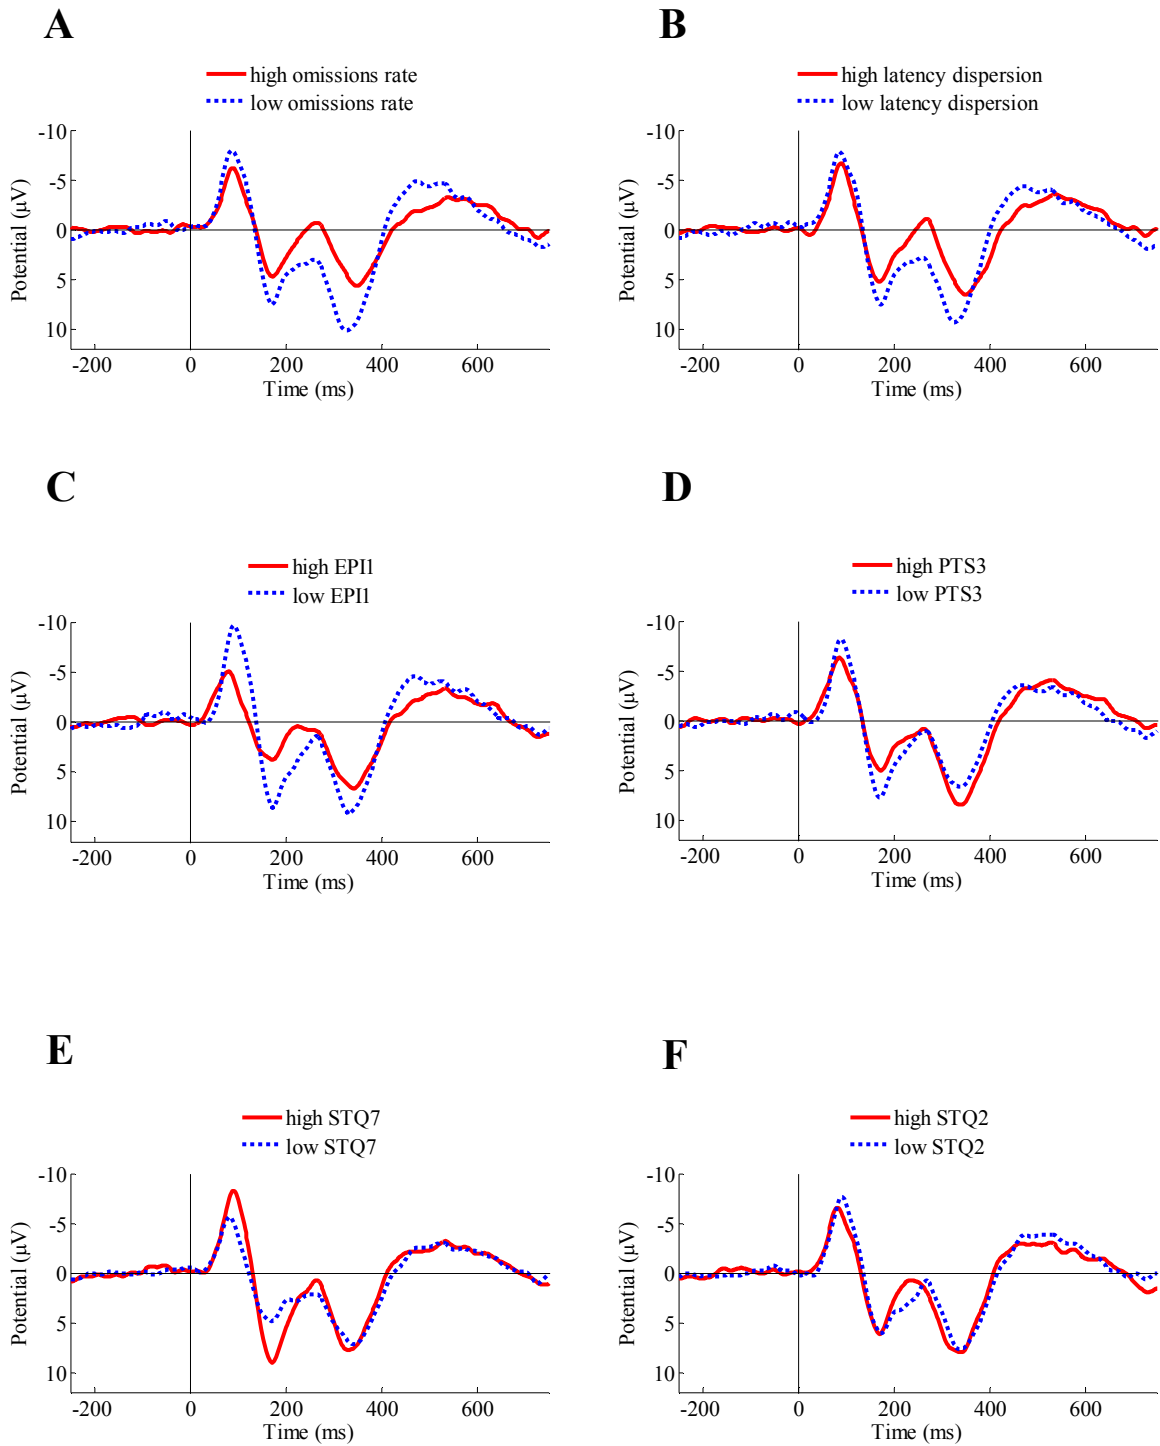 A
high omissions rate
low omissions rate
-10
-5
0
5
10
Potential (µV)
-200 0 200 400 600
Time (ms)
B
high latency dispersion
low latency dispersion
-10
-5
0
5
10
Potential (µV)
-200 0 200 400 600
Time (ms)
C
high EPI1
low EPI1
-10
-5
0
5
10
Potential (µV)
-200 0 200 400 600
Time (ms)
D
high PTS3
low PTS3
-10
-5
0
5
10
Potential (µV)
-200 0 200 400 600
Time (ms)
E
high STQ7
low STQ7
-10
-5
0
5
10
Potential (µV)
-200 0 200 400 600
Time (ms)
F
high STQ2
low STQ2
-10
-5
0
5
10
Potential (µV)
-200 0 200 400 600
Time (ms)